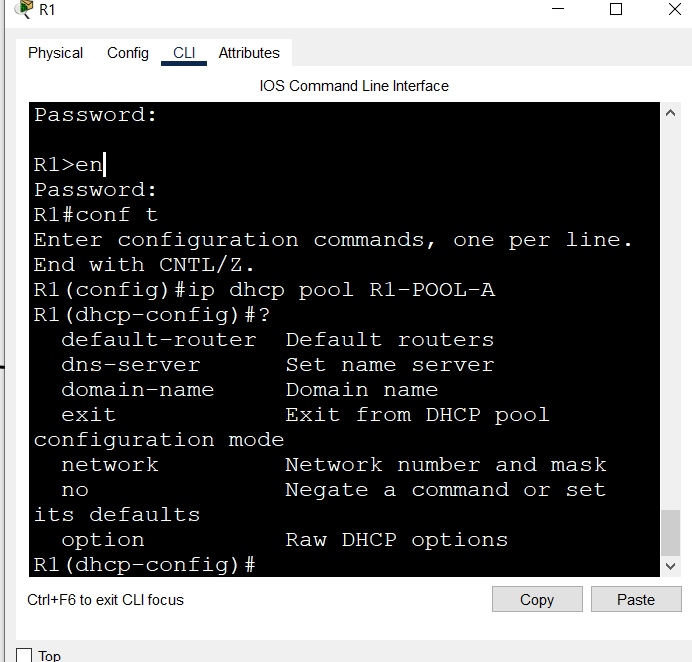 R1
Physical Config CLI Attributes
IOS Command Line Interface
Password:
R1>en
Password:
R1#conf t
Enter configuration commands, one per line.
End with CNTL/Z.
R1(config)#ip dhcp pool R1-POOL-A
R1(dhcp-config)#?
default-router Default routers
dns-server Set name server
domain-name Domain name
exit Exit from DHCP pool
configuration mode
network Network number and mask
no Negate a command or set
its defaults
option Raw DHCP options
R1(dhcp-config)#
Ctrl+F6 to exit CLI focus Copy Paste
Top